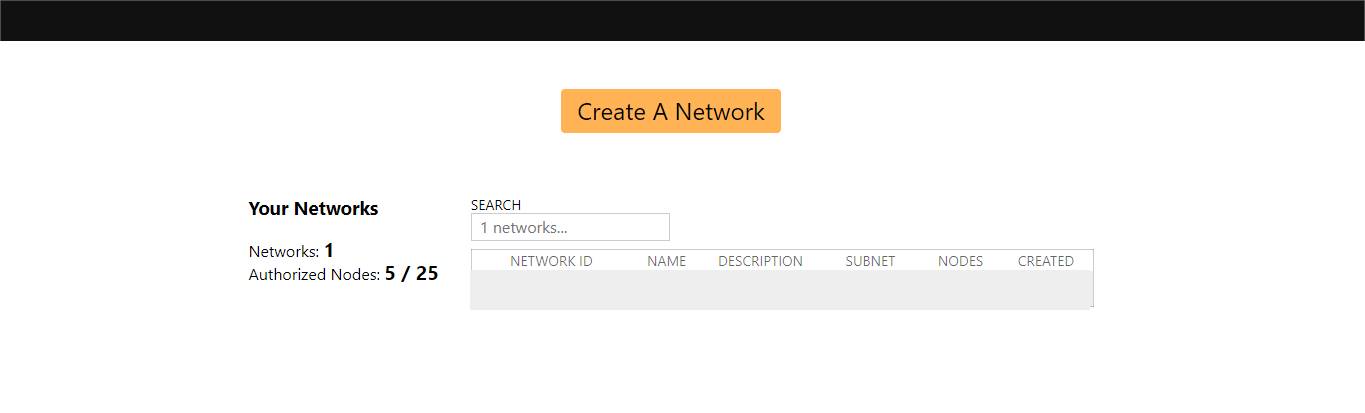 Create A Network
Your Networks
Networks: 1
Authorized Nodes: 5 / 25
SEARCH
1 networks...
NETWORK ID NAME DESCRIPTION SUBNET NODES CREATED